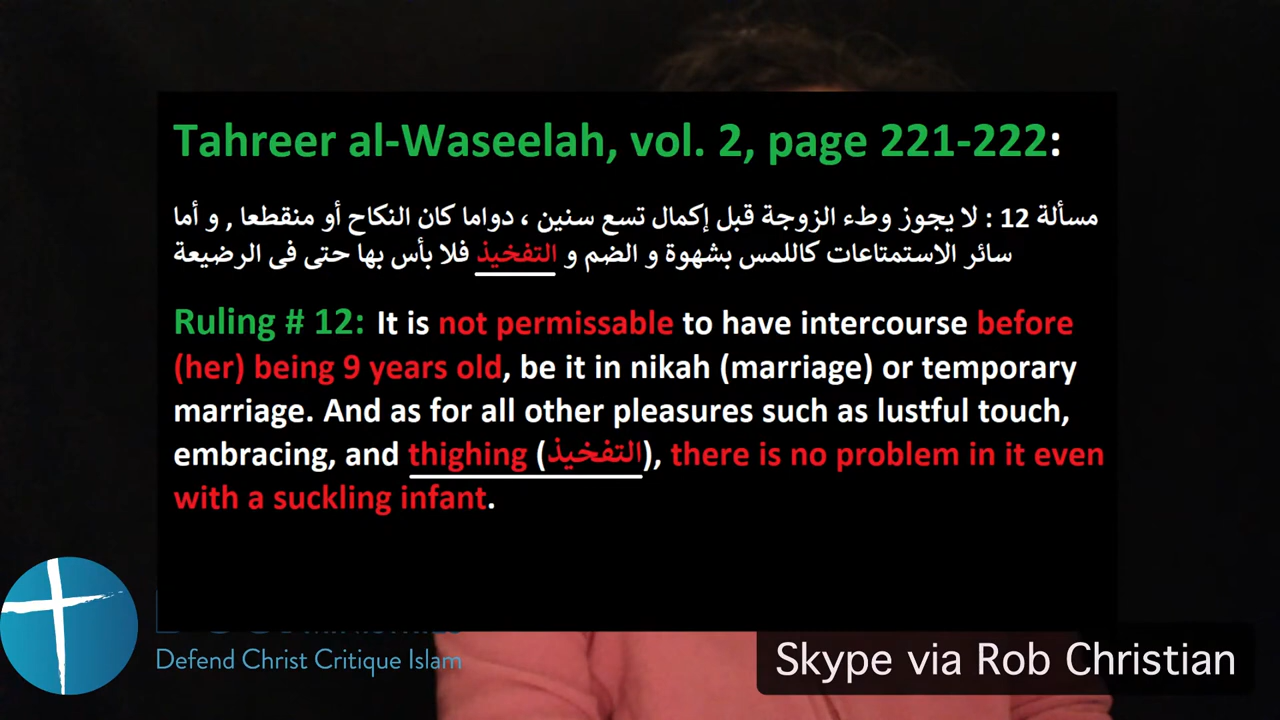 Tahreer al-Waseelah, vol. 2, page 221-222:
مسألة 12 : لا يجوز وطء الزوجة قبل إكمال تسع سنين ، دواما كان النكاح أو منقطعا , و أما
سائر الاستمتاعات كاللمس بشهوة و الضم و التفخيذ فلا بأس بها حتى فى الرضيعة
Ruling # 12: It is not permissable to have intercourse before
(her) being 9 years old, be it in nikah (marriage) or temporary
marriage. And as for all other pleasures such as lustful touch,
embracing, and thighing (التفخيذ), there is no problem in it even
with a suckling infant.
Defend Christ Critique Islam
Skype via Rob Christian